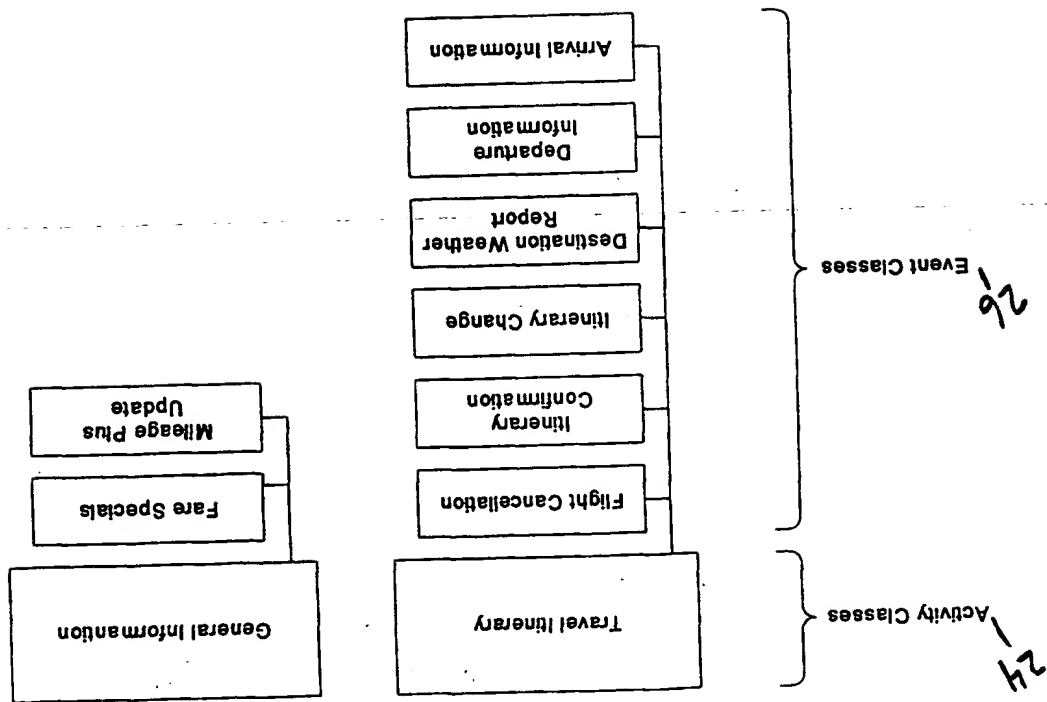 24
Activity Classes
Travel Itinerary
General Informantion
26
Event Classes
Flight Cancellation
Itinerary
Confirmation
Itinerary Change
Destination Weather
Report
Departure
Information
Arrival Information
Fare Specials
Mileage Plus
Update